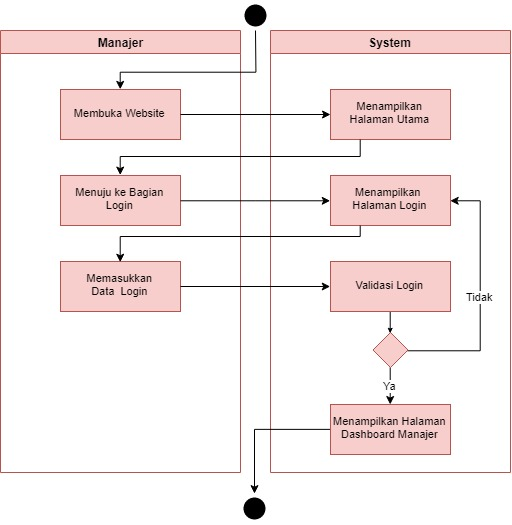 Manajer
System
Membuka Website
Menampilkan
Halaman Utama
Menuju ke Bagian
Login
Menampilkan
Halaman Login
Memasukkan
Data Login
Validasi Login
Tidak
Ya
Menampilkan Halaman
Dashboard Manajer